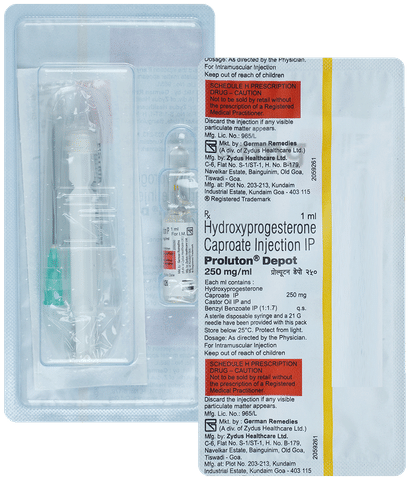 Dosage: As directed by the Physician.
For Intramuscular Injection
Keep out of reach of children
SCHEDULE H PRESCRIPTION
DRUG – CAUTION
Not to be sold by retail without
the prescription of a Registered
Medical Practitioner.
Discard the injection if any visible
particulate matter appears.
Mfg. Lic. No.: 965/L
Mkt. by : German Remedies
(A div. of Zydus Healthcare Ltd.)
Mfg. by: Zydus Healthcare Ltd.
C-6, Flat No. S-1/ST-1, H. No. B-179,
Navelkar Estate, Bainguinim, Old Goa,
Tiswadi - Goa.
Mfg. at: Plot No. 203-213, Kundaim
Industrial Estate, Kundaim Goa - 403 115
® Registered Trademark
2059261
Rx 1 ml
Hydroxyprogesterone
Caproate Injection IP
Proluton® Depot
250 mg/ml प्रोल्यूटन डेपो २५०
Each ml contains :
Hydroxyprogesterone
Caproate IP 250 mg
Castor Oil IP and
Benzyl Benzoate IP (1:1.7) q.s.
A sterile disposable syringe and a 21 G
needle have been provided with this pack
Store below 25°C. Protect from light.
Dosage: As directed by the Physician.
For Intramuscular Injection
Keep out of reach of children
SCHEDULE H PRESCRIPTION
DRUG – CAUTION
Not to be sold by retail without
the prescription of a Registered
Medical Practitioner.
Discard the injection if any visible
particulate matter appears.
Mfg. Lic. No.: 965/L
Mkt. by : German Remedies
(A div. of Zydus Healthcare Ltd.)
Mfg. by: Zydus Healthcare Ltd.
C-6, Flat No. S-1/ST-1, H. No. B-179,
Navelkar Estate, Bainguinim, Old Goa,
Tiswadi - Goa.
Mfg. at: Plot No. 203-213, Kundaim
Industrial Estate, Kundaim Goa - 403 115
2059261
1 ml
For I.M.